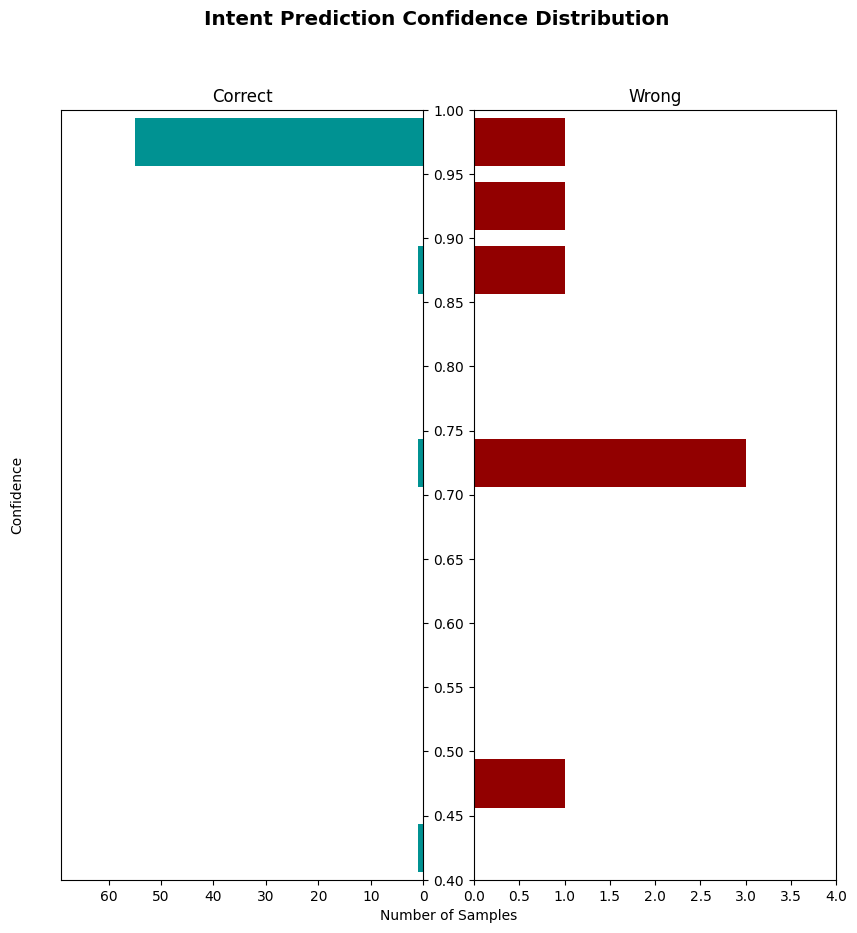 Intent Prediction Confidence Distribution
Correct
Wrong
1.00
0.95
0.90
0.85
0.80
0.75
0.70
0.65
0.60
0.55
0.50
0.45
0.40
Confidence
60 50 40 30 20 10 0
0.0 0.5 1.0 1.5 2.0 2.5 3.0 3.5 4.0
Number of Samples